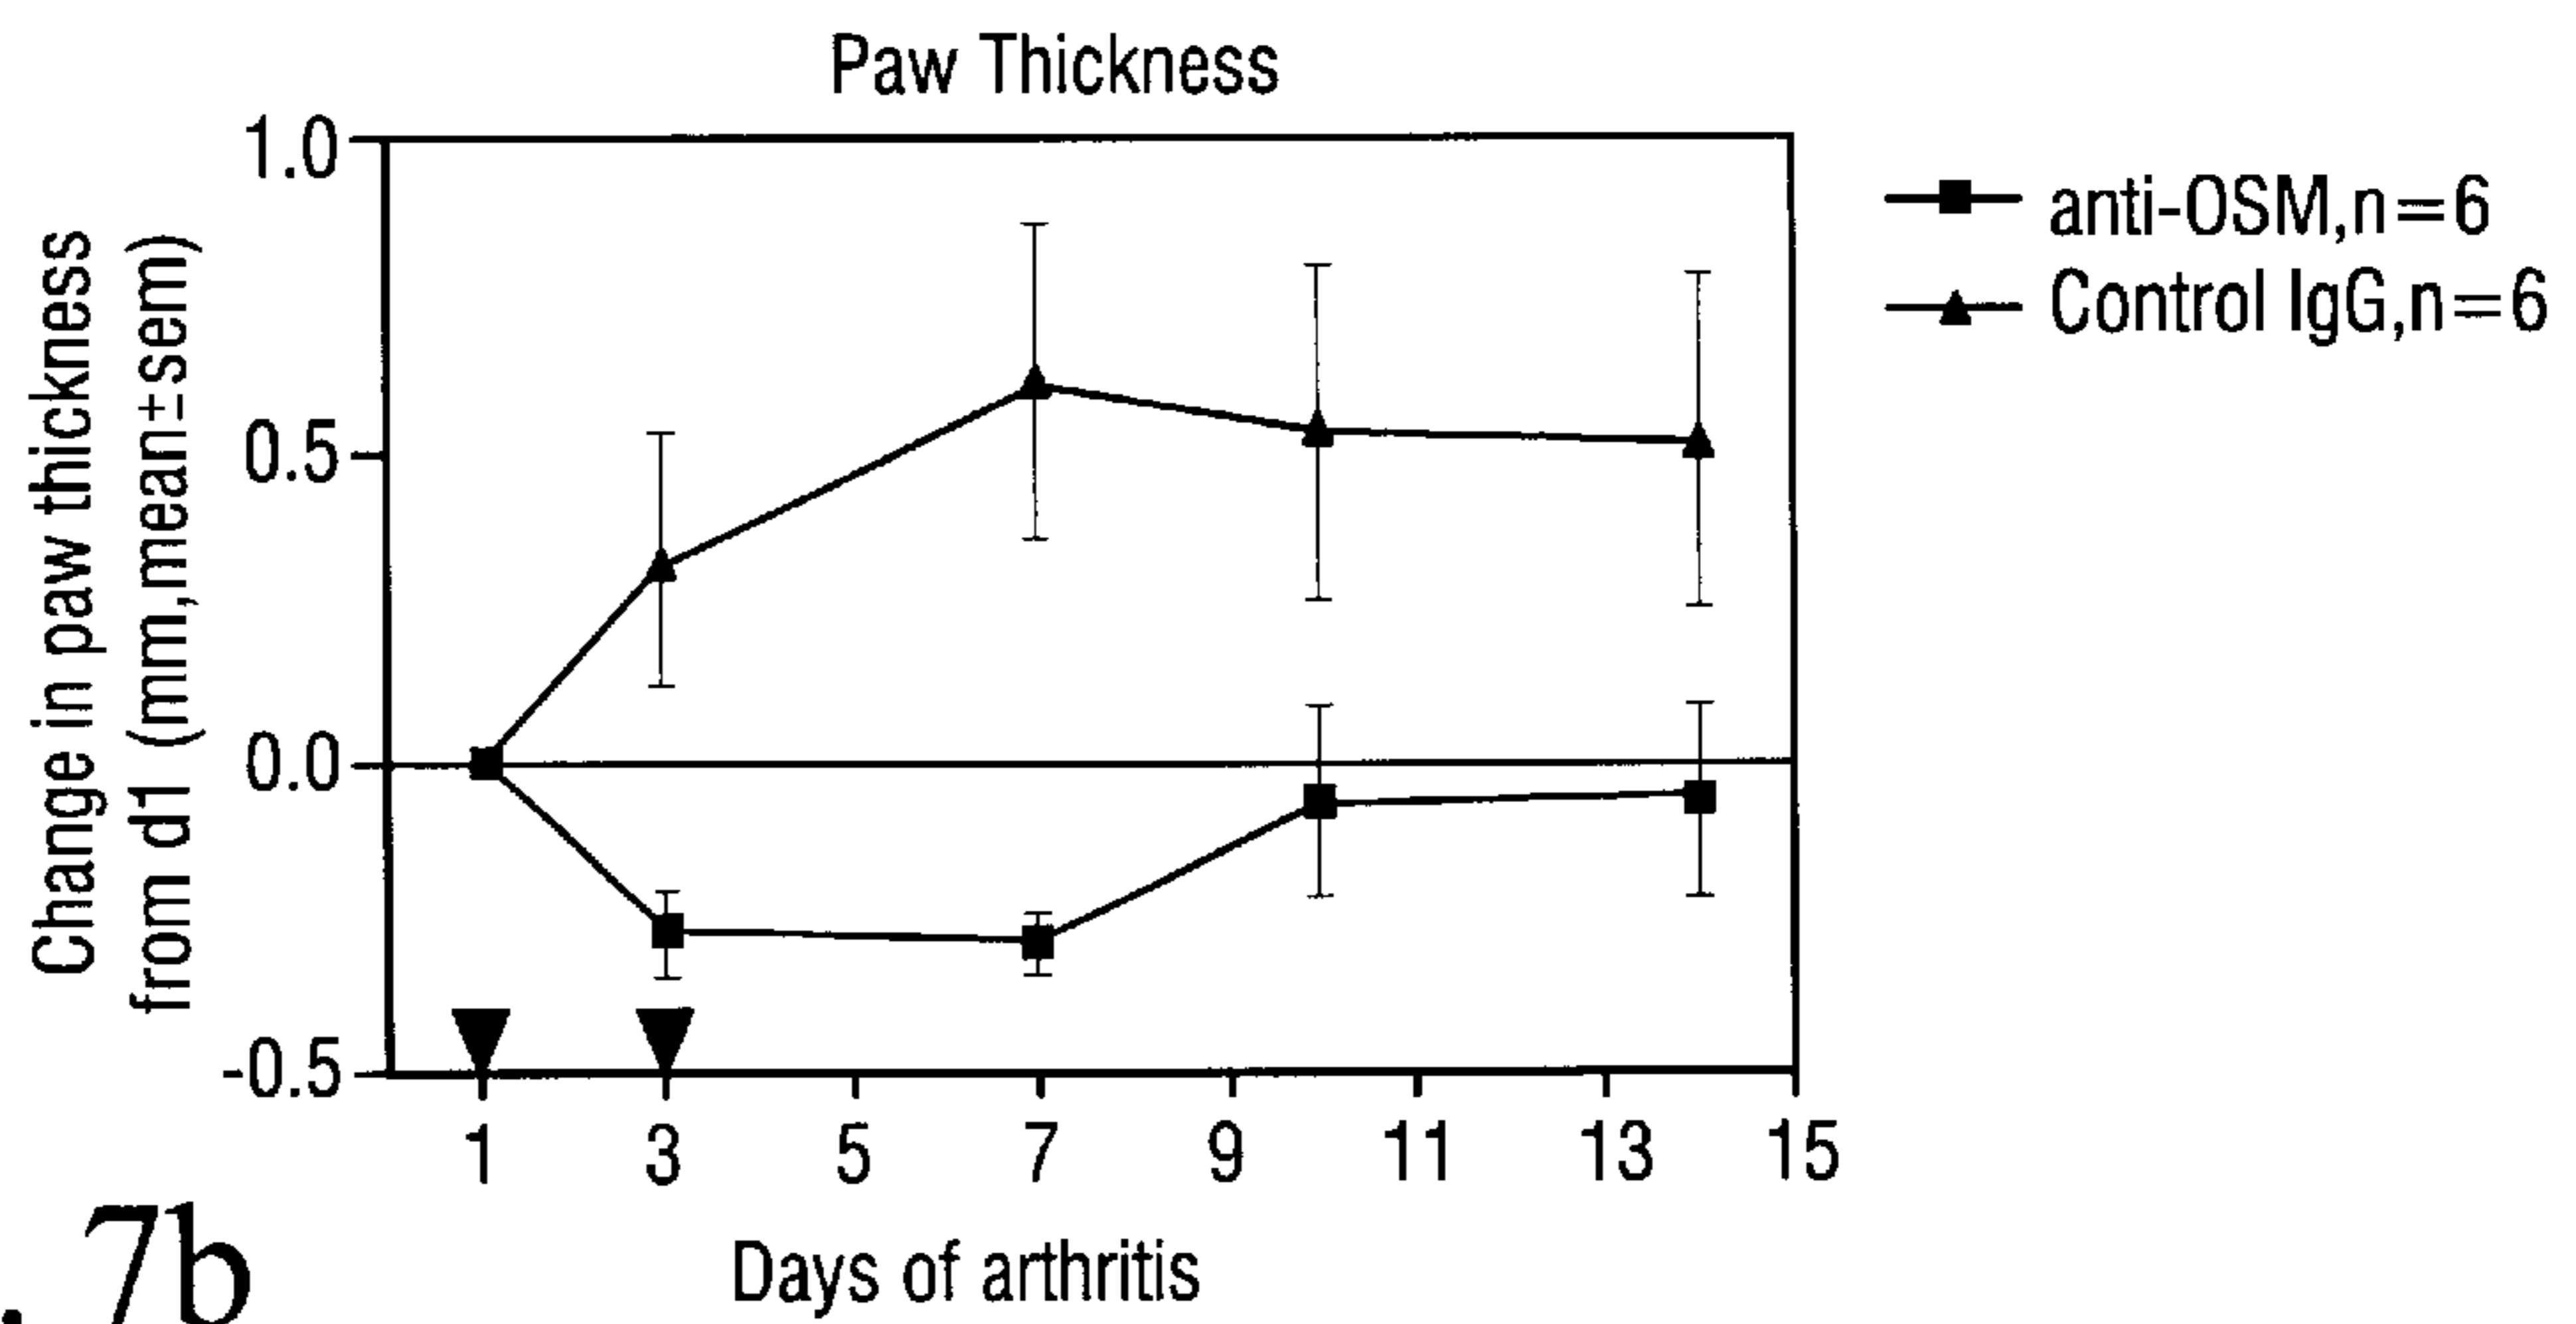 Paw Thickness
1.0
0.5
0.0
-0.5
Change in paw thickness
from d1 (mm,mean±sem)
anti-OSM,n=6
Control IgG,n=6
1 3 5 7 9 11 13 15
Days of arthritis
. 7b